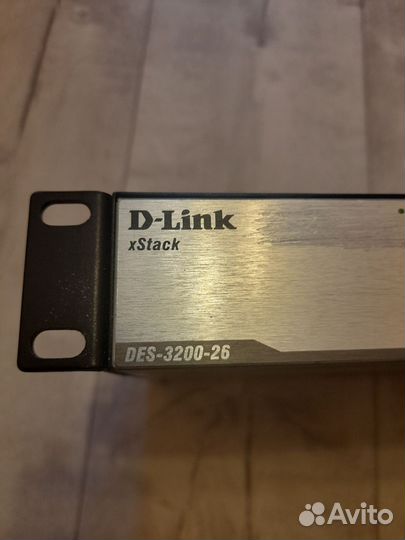 D-Link
xStack
DES-3200-26
Avito